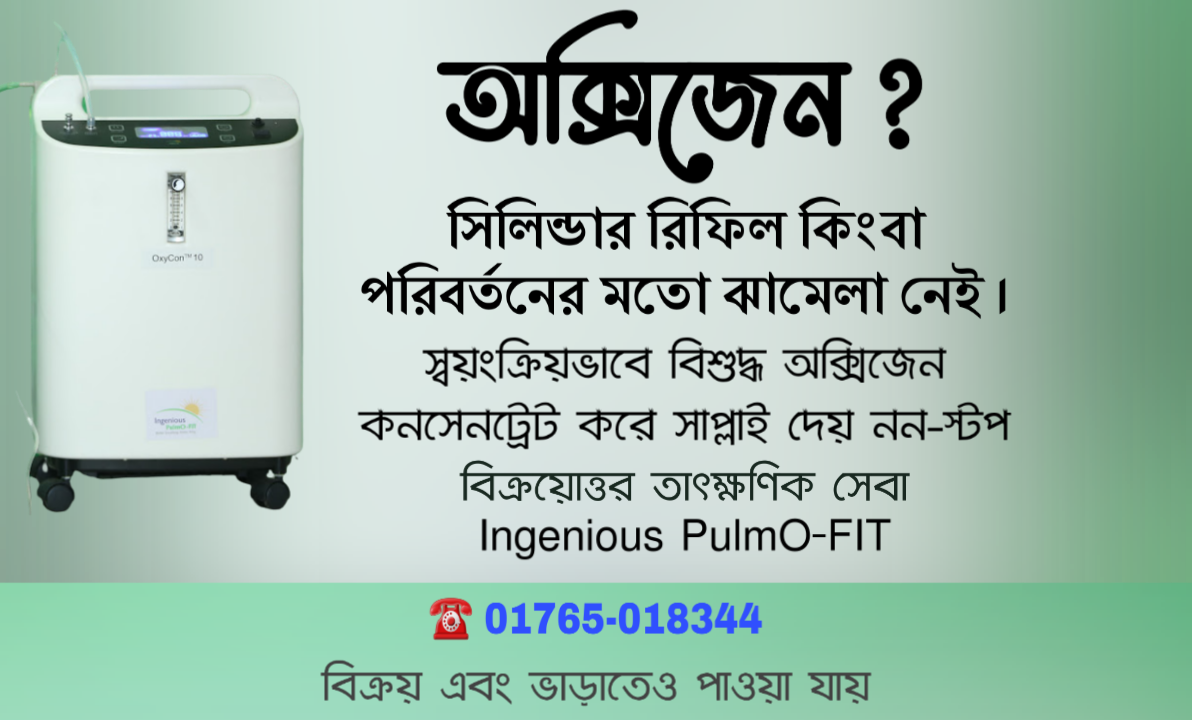 অক্সিজেন ?
সিলিন্ডার রিফিল কিংবা
পরিবর্তনের মতো ঝামেলা নেই।
স্বয়ংক্রিয়ভাবে বিশুদ্ধ অক্সিজেন
কনসেনট্রেট করে সাপ্লাই দেয় নন-স্টপ
বিক্রয়োত্তর তাৎক্ষণিক সেবা
Ingenious PulmO-FIT
OxyCon™ 10
Ingenious
PulmO-Fit
☎ 01765-018344
বিক্রয় এবং ভাড়াতেও পাওয়া যায়